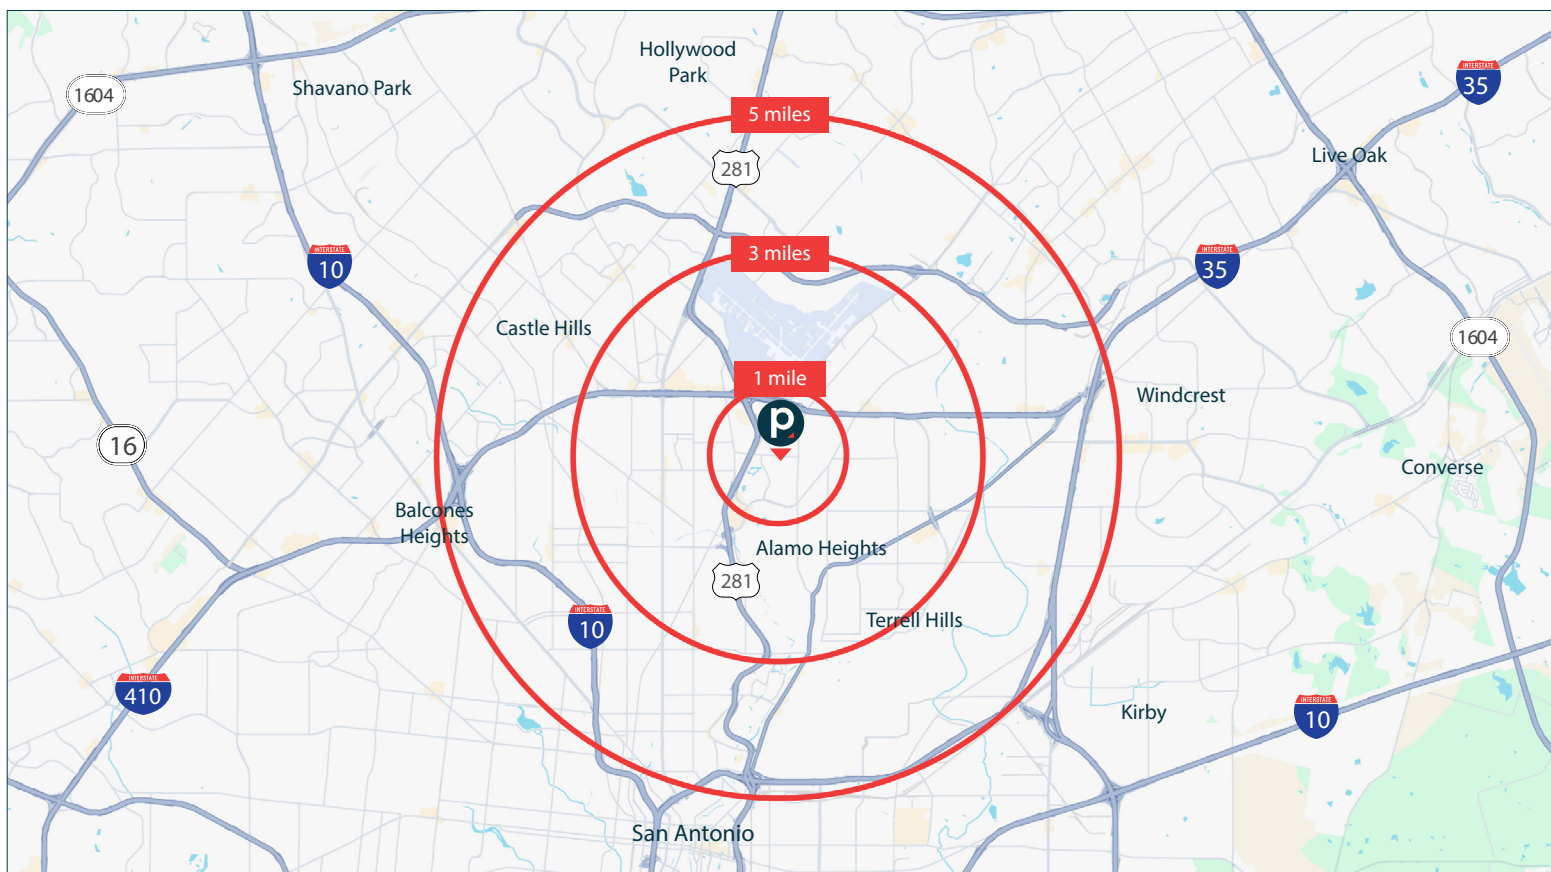 Hollywood
Park
INTERSTATE
35
Shavano Park
1604
5 miles
Live Oak
281
3 miles
INTERSTATE
10
INTERSTATE
35
Castle Hills
1604
1 mile
Windcrest
p
16
Converse
Balcones
Heights
Alamo Heights
281
INTERSTATE
10
Terrell Hills
INTERSTATE
410
Kirby
INTERSTATE
10
San Antonio